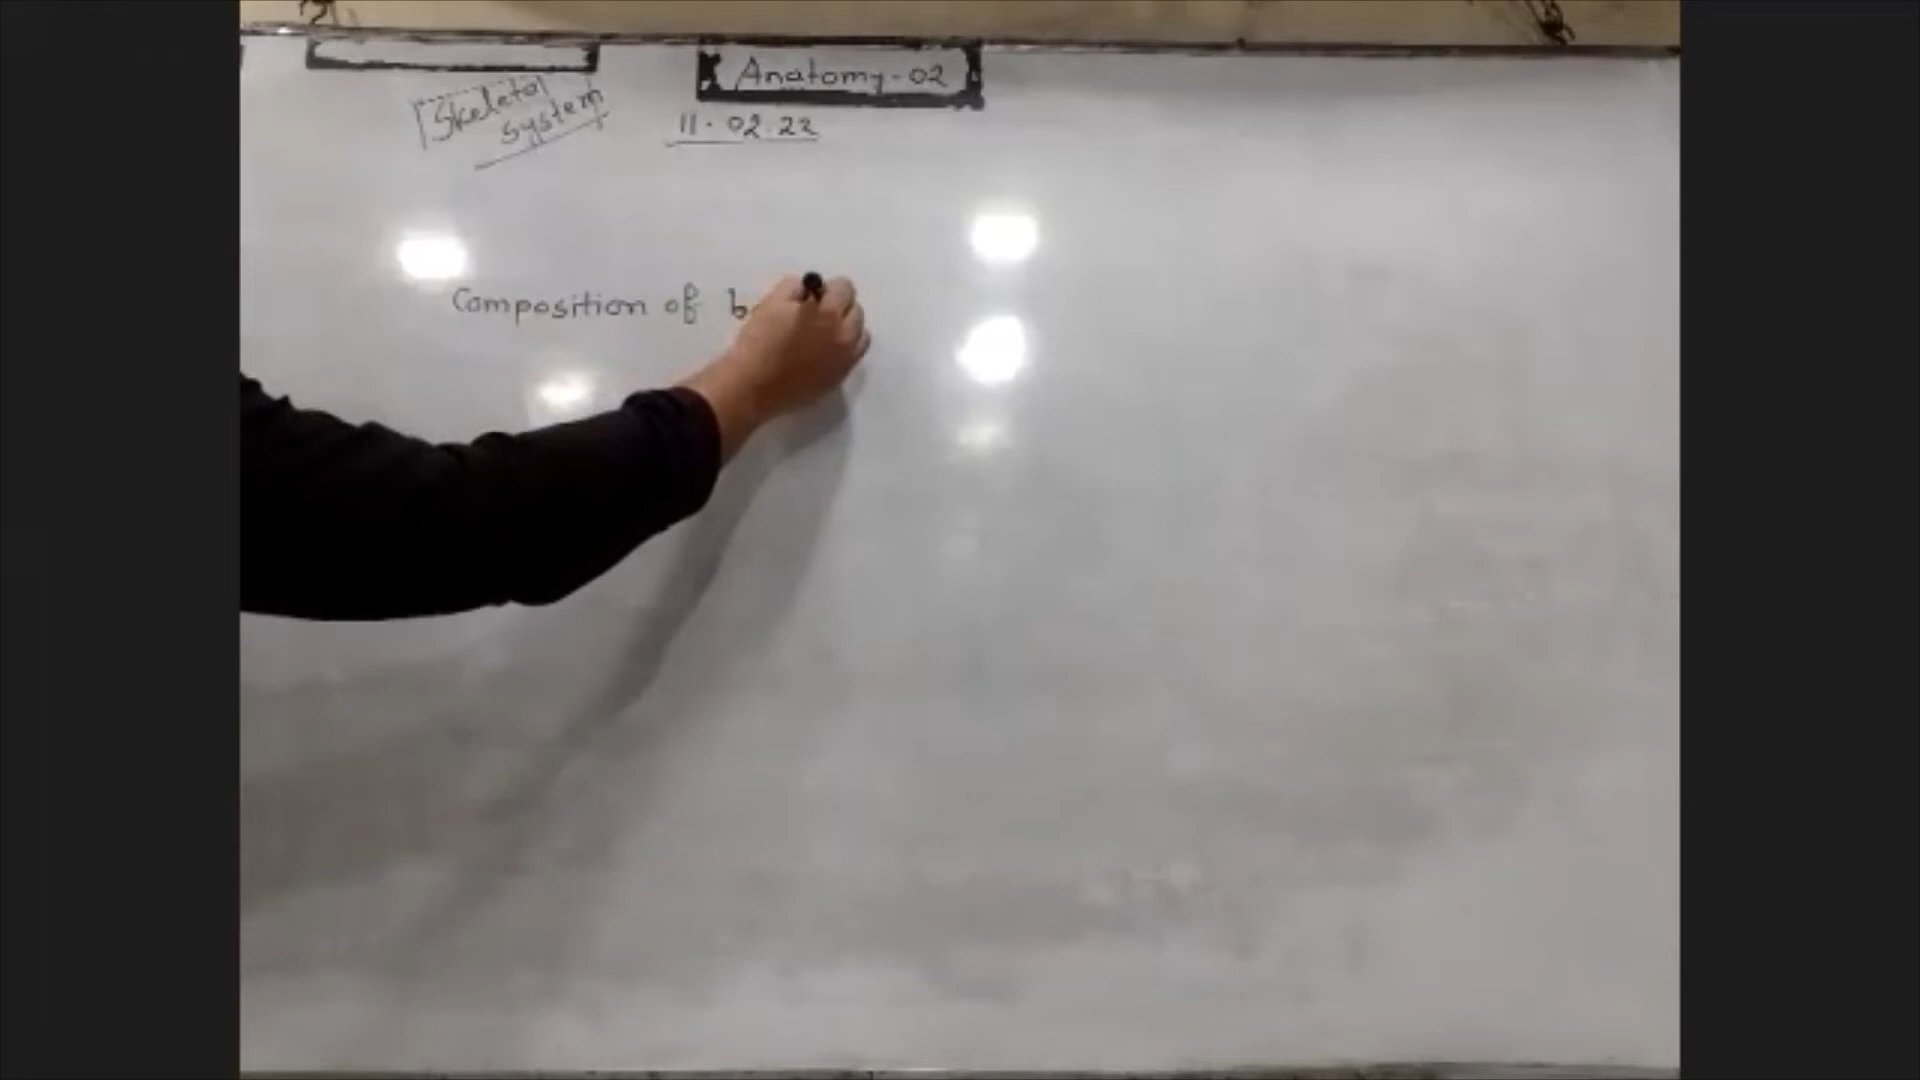 Anatomy-02
Skeletal
system
11.02.22
Composition of